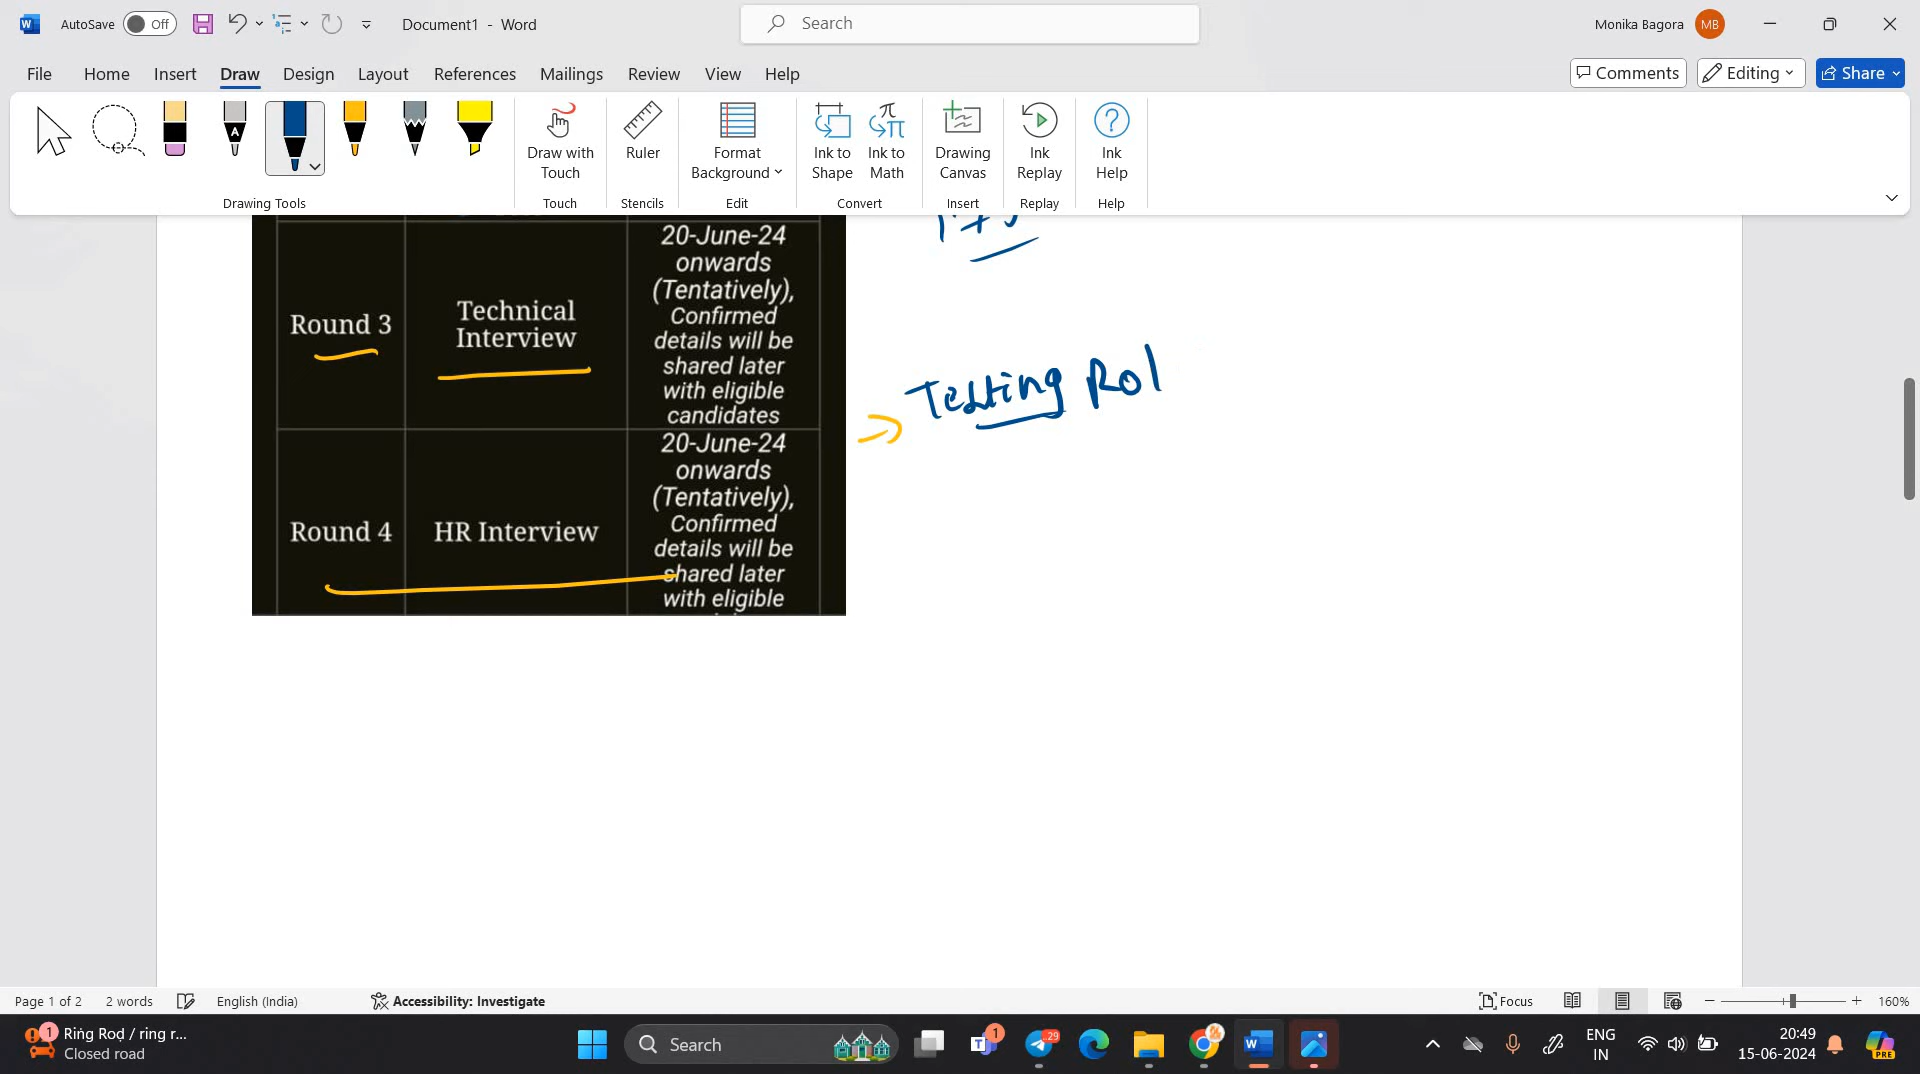 AutoSave Off Document1 - Word Search Monika Bagora MB
File Home Insert Draw Design Layout References Mailings Review View Help Comments Editing Share
A
Draw with Touch
Ruler
Format Background
Ink to Shape
Ink to Math
Drawing Canvas
Ink Replay
Ink Help
Drawing Tools Touch Stencils Edit Convert Insert Replay Help
Round 3
Technical
Interview
20-June-24
onwards
(Tentatively),
Confirmed
details will be
shared later
with eligible
candidates
Testing Rol
Round 4
HR Interview
20-June-24
onwards
(Tentatively),
Confirmed
details will be
shared later
with eligible
Page 1 of 2 2 words English (India) Accessibility: Investigate Focus 160%
1 Ring Rod / ring r...
Closed road
Search
1
29
ENG
IN
20:49
15-06-2024
PRE